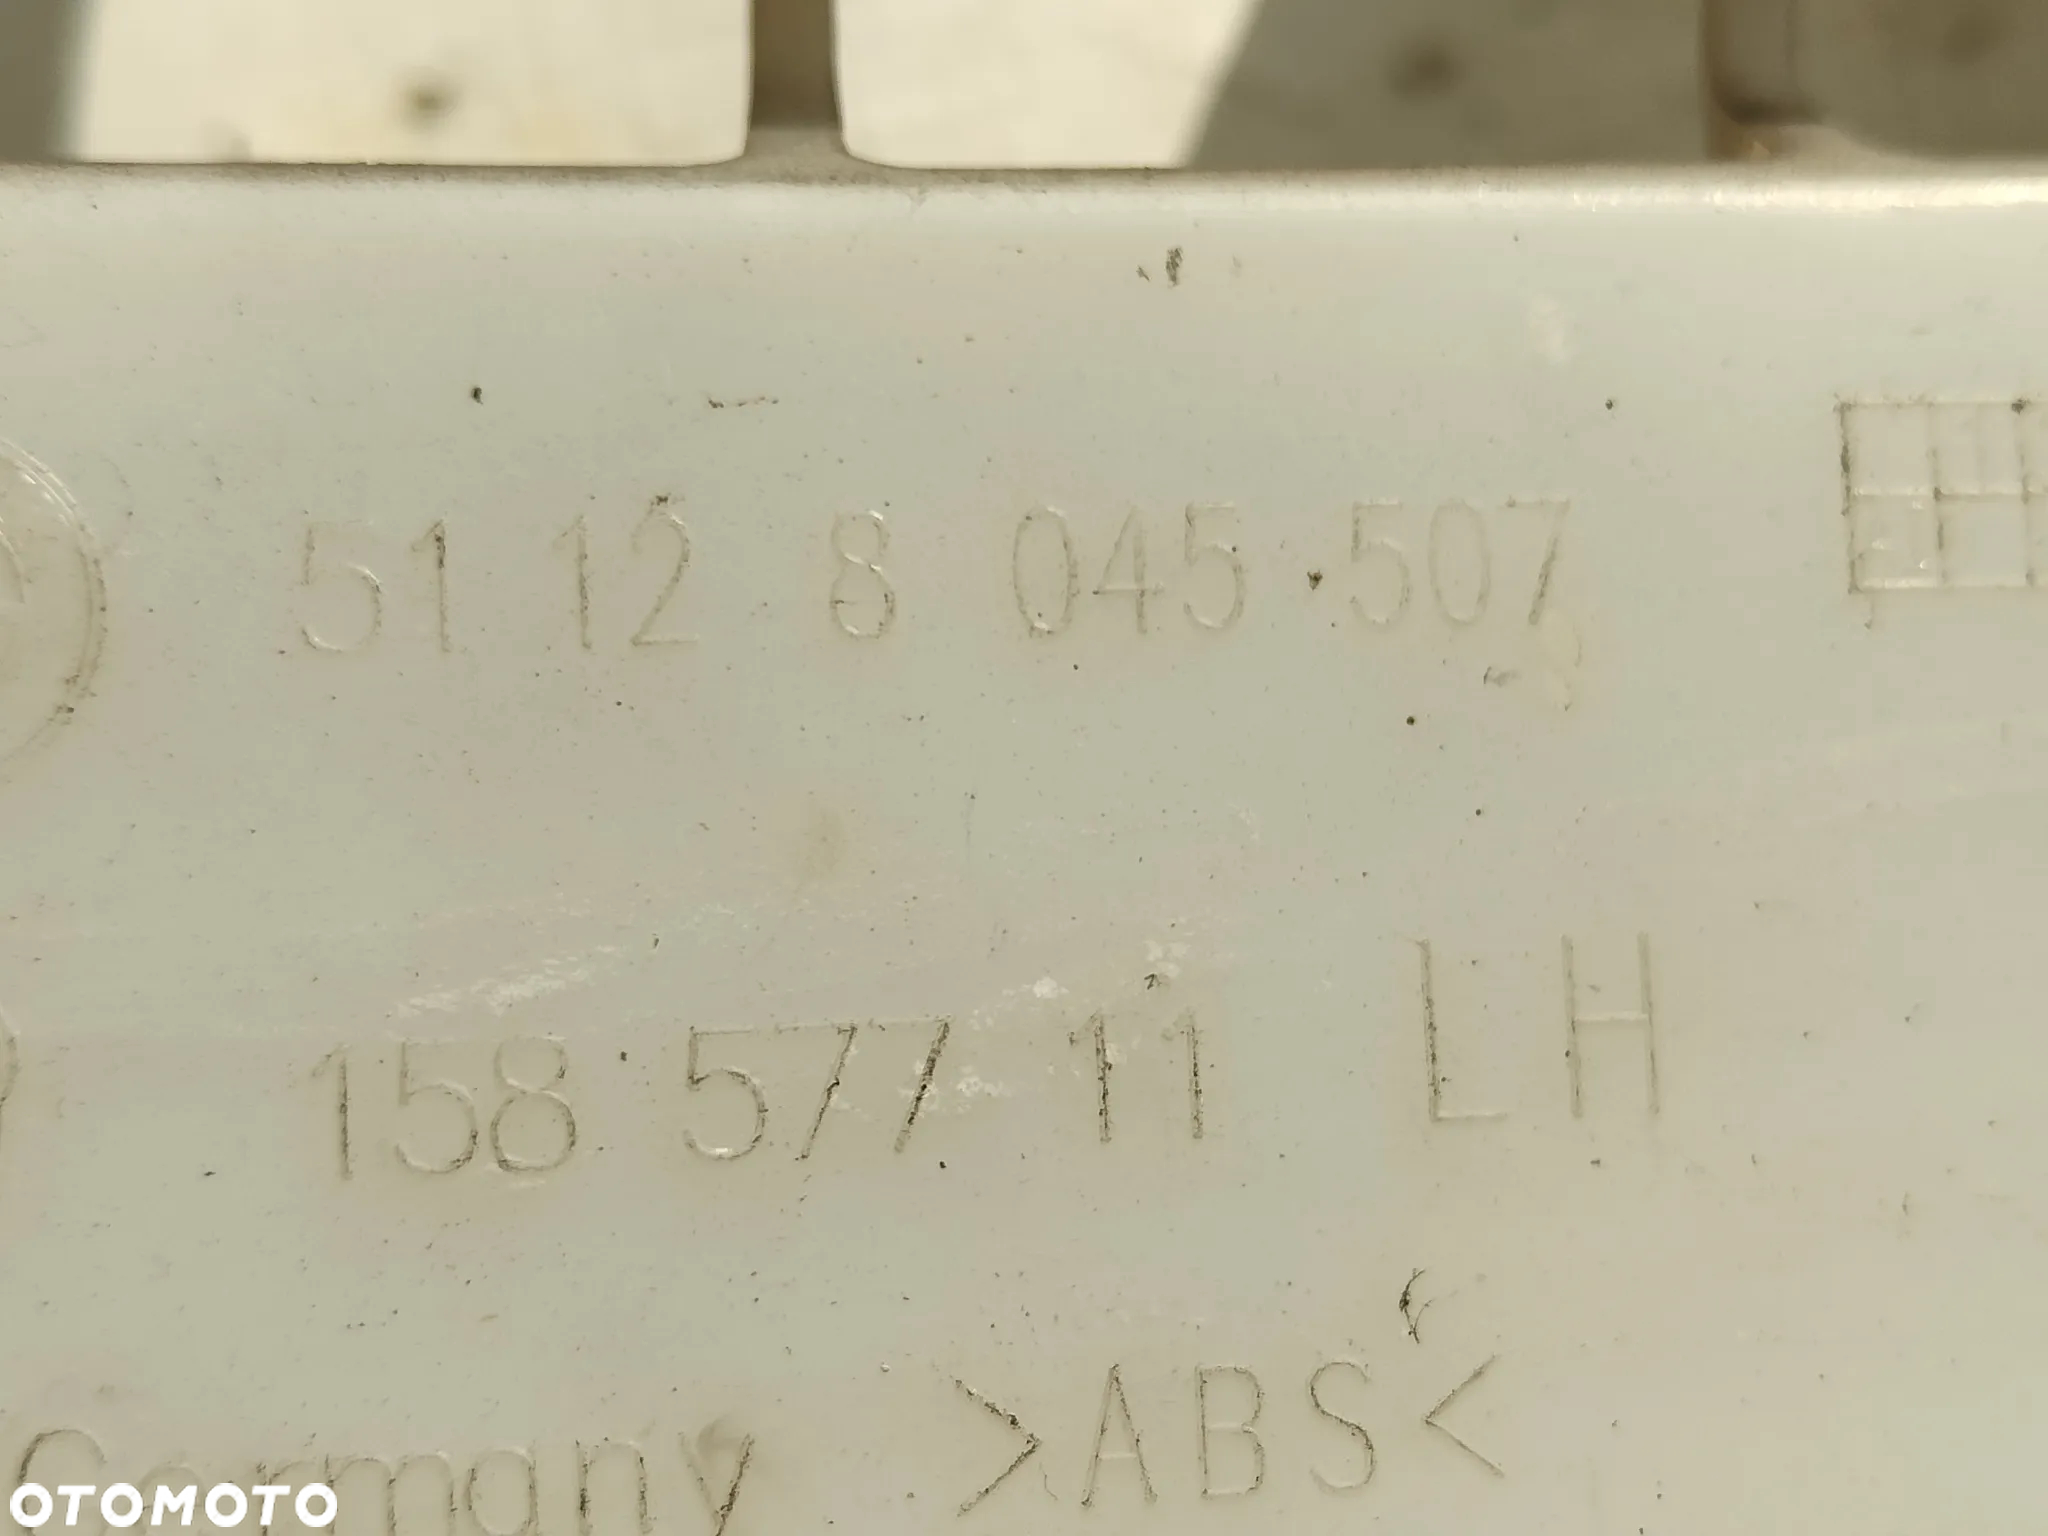 51 12 8 045 507
158 577 11 LH
Germany >ABS<
OTOMOTO